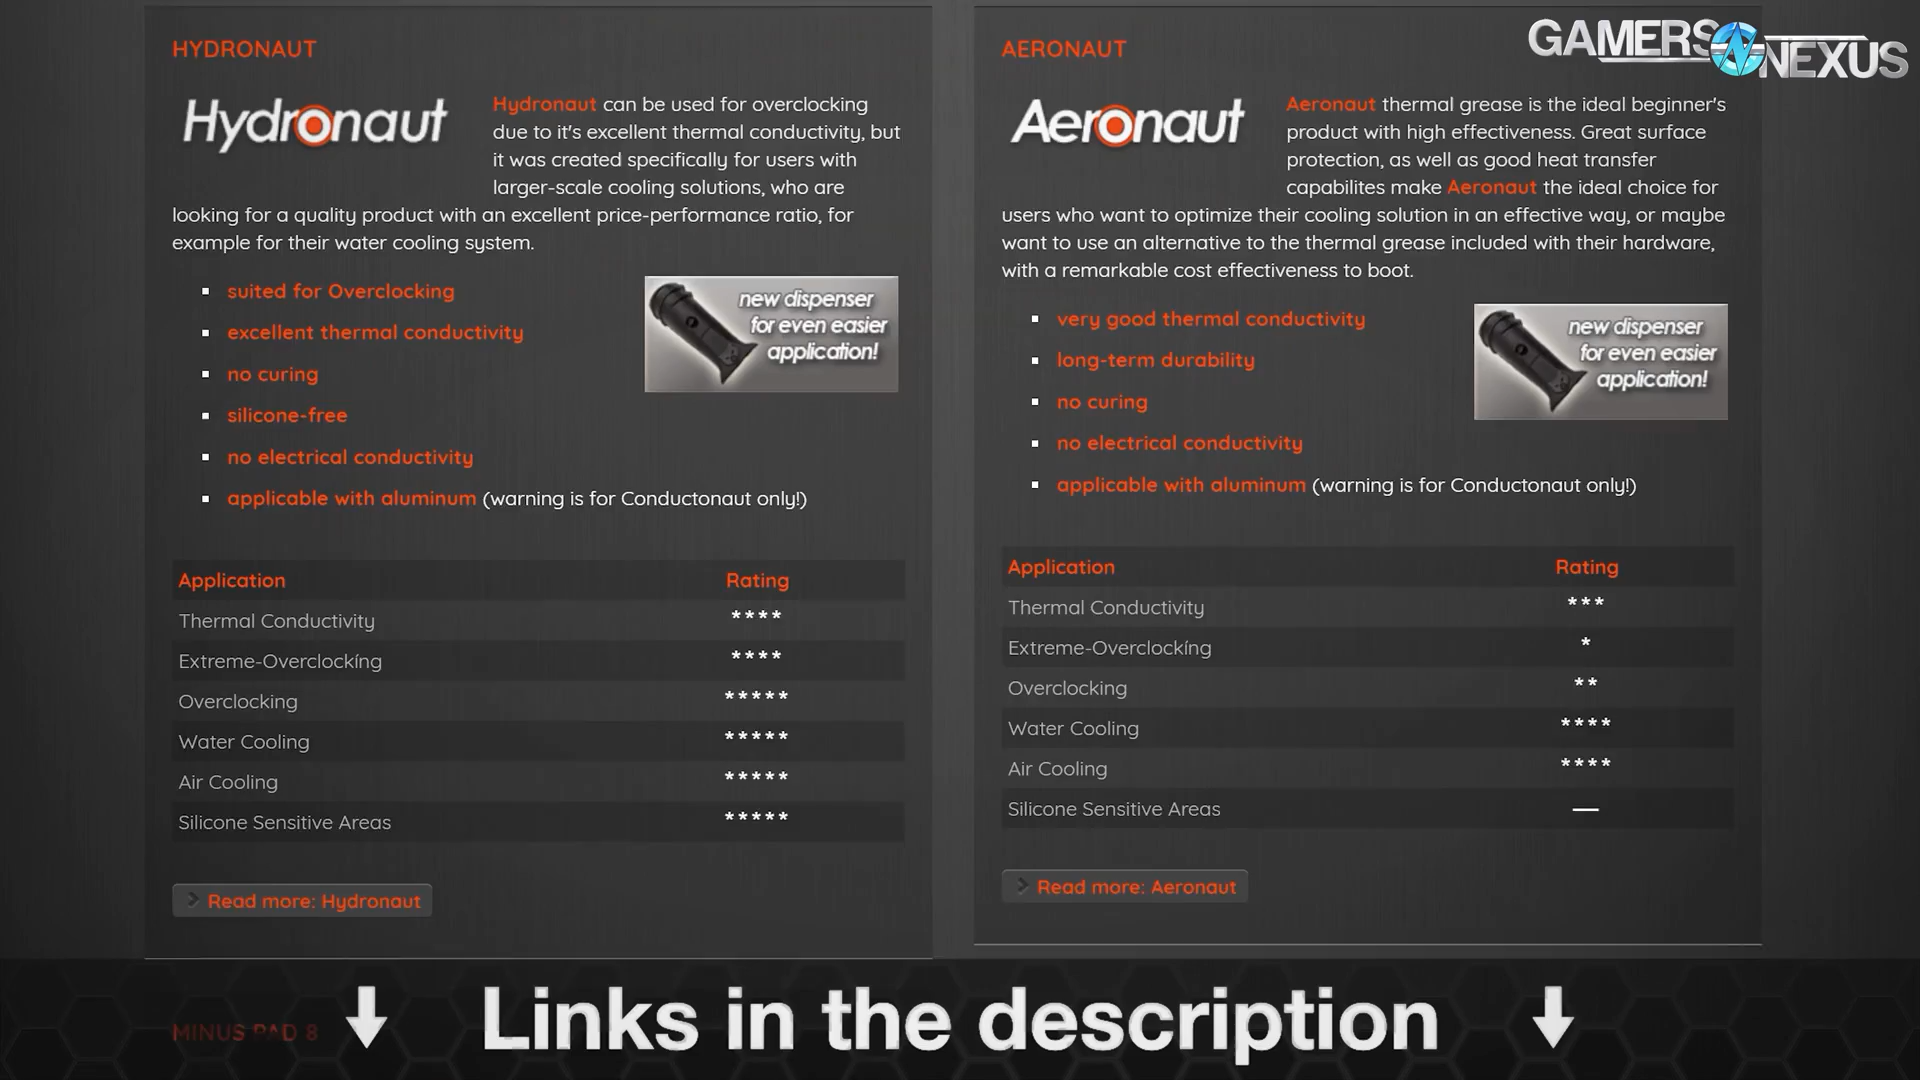 GAMERS NEXUS
HYDRONAUT
Hydronaut
Hydronaut can be used for overclocking
due to it's excellent thermal conductivity, but
it was created specifically for users with
larger-scale cooling solutions, who are
looking for a quality product with an excellent price-performance ratio, for
example for their water cooling system.
suited for Overclocking
excellent thermal conductivity
no curing
silicone-free
no electrical conductivity
applicable with aluminum (warning is for Conductonaut only!)
new dispenser
for even easier
application!
Application Rating
Thermal Conductivity ****
Extreme-Overclockíng ****
Overclocking *****
Water Cooling *****
Air Cooling *****
Silicone Sensitive Areas *****
Read more: Hydronaut
AERONAUT
Aeronaut
Aeronaut thermal grease is the ideal beginner's
product with high effectiveness. Great surface
protection, as well as good heat transfer
capabilites make Aeronaut the ideal choice for
users who want to optimize their cooling solution in an effective way, or maybe
want to use an alternative to the thermal grease included with their hardware,
with a remarkable cost effectiveness to boot.
very good thermal conductivity
long-term durability
no curing
no electrical conductivity
applicable with aluminum (warning is for Conductonaut only!)
new dispenser
for even easier
application!
Application Rating
Thermal Conductivity ***
Extreme-Overclockíng *
Overclocking **
Water Cooling ****
Air Cooling ****
Silicone Sensitive Areas —
Read more: Aeronaut
MINUS PAD 8
Links in the description